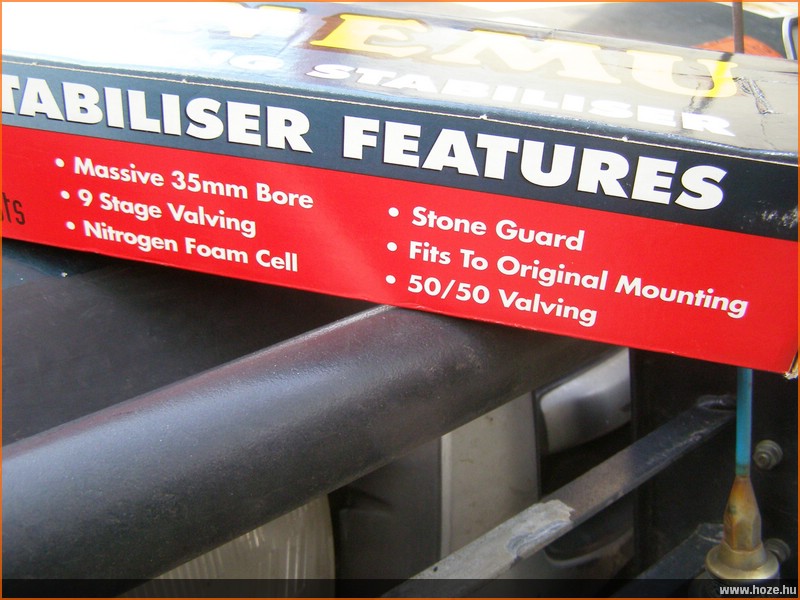 EMU
STABILISER
TABILISER FEATURES
• Massive 35mm Bore
• 9 Stage Valving
• Nitrogen Foam Cell
• Stone Guard
• Fits To Original Mounting
• 50/50 Valving
www.hoze.hu